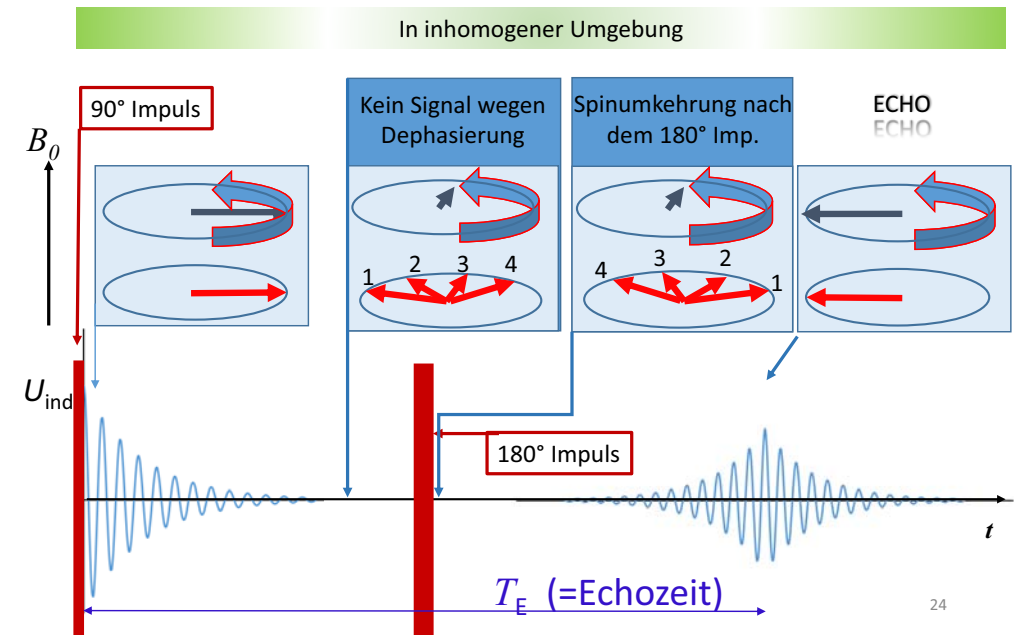 In inhomogener Umgebung
90° Impuls
Kein Signal wegen
Dephasierung
Spinumkehrung nach
dem 180° Imp.
ECHO
B0
1 2 3 4
4 3 2 1
Uind
180° Impuls
t
TE (=Echozeit)
24